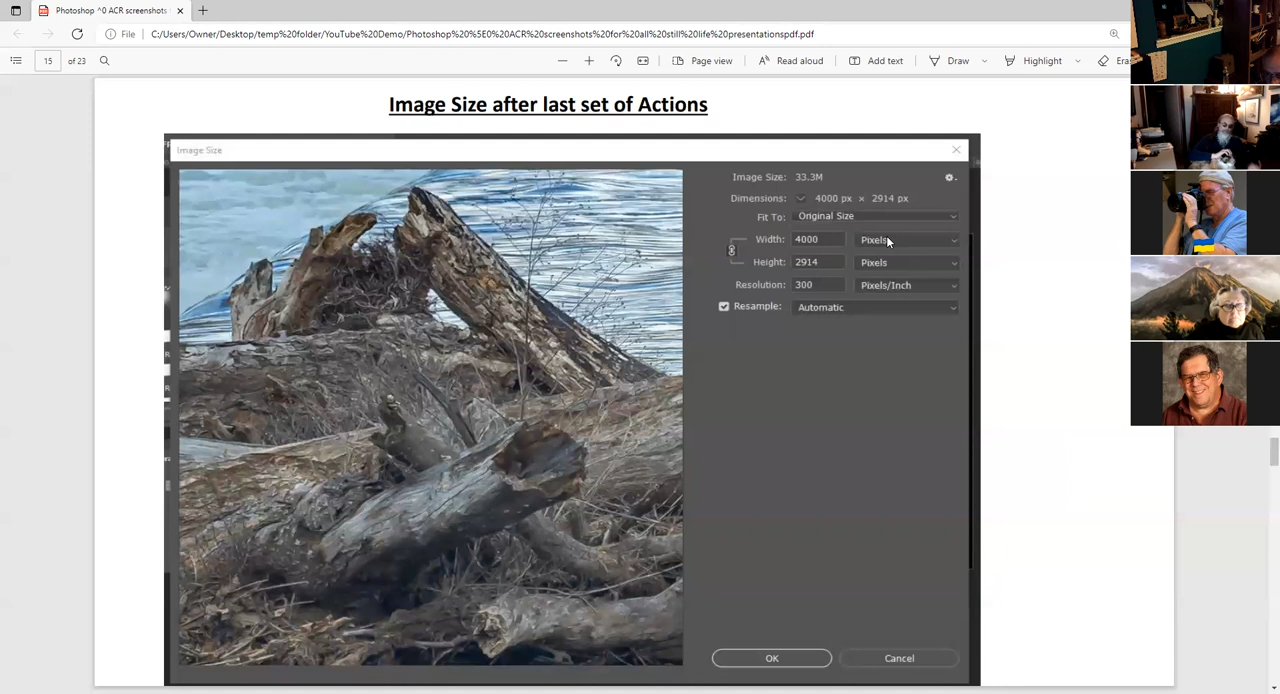 Photoshop ^0 ACR screenshots
File
C:/Users/Owner/Desktop/temp%20folder/YouTube%20Demo/Photoshop%20%5E0%20ACR%20screenshots%20for%20all%20still%20life%20presentationspdf.pdf
15 of 23
Page view
Read aloud
Add text
Draw
Highlight
Eras
Image Size after last set of Actions
Image Size
Image Size: 33.3M
Dimensions: 4000 px × 2914 px
Fit To: Original Size
Width: 4000 Pixels
Height: 2914 Pixels
Resolution: 300 Pixels/Inch
Resample: Automatic
OK Cancel